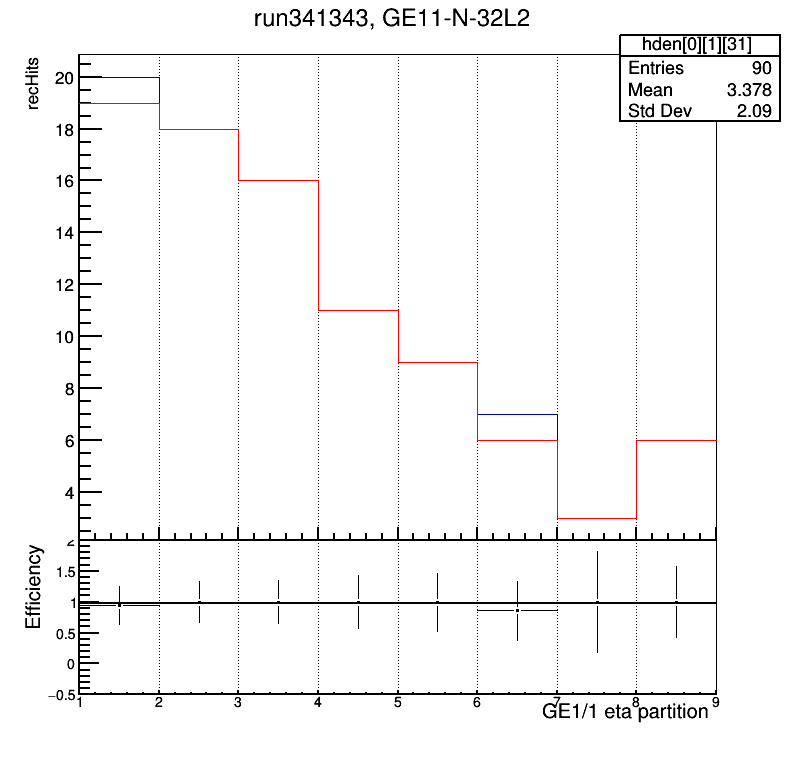 run341343, GE11-N-32L2
hden[0][1][31]
Entries 90
Mean 3.378
Std Dev 2.09
recHits
20
18
16
14
12
10
8
6
4
Efficiency
2
1.5
1
0.5
0
−0.5
1 2 3 4 5 6 7 8 9
GE1/1 eta partition